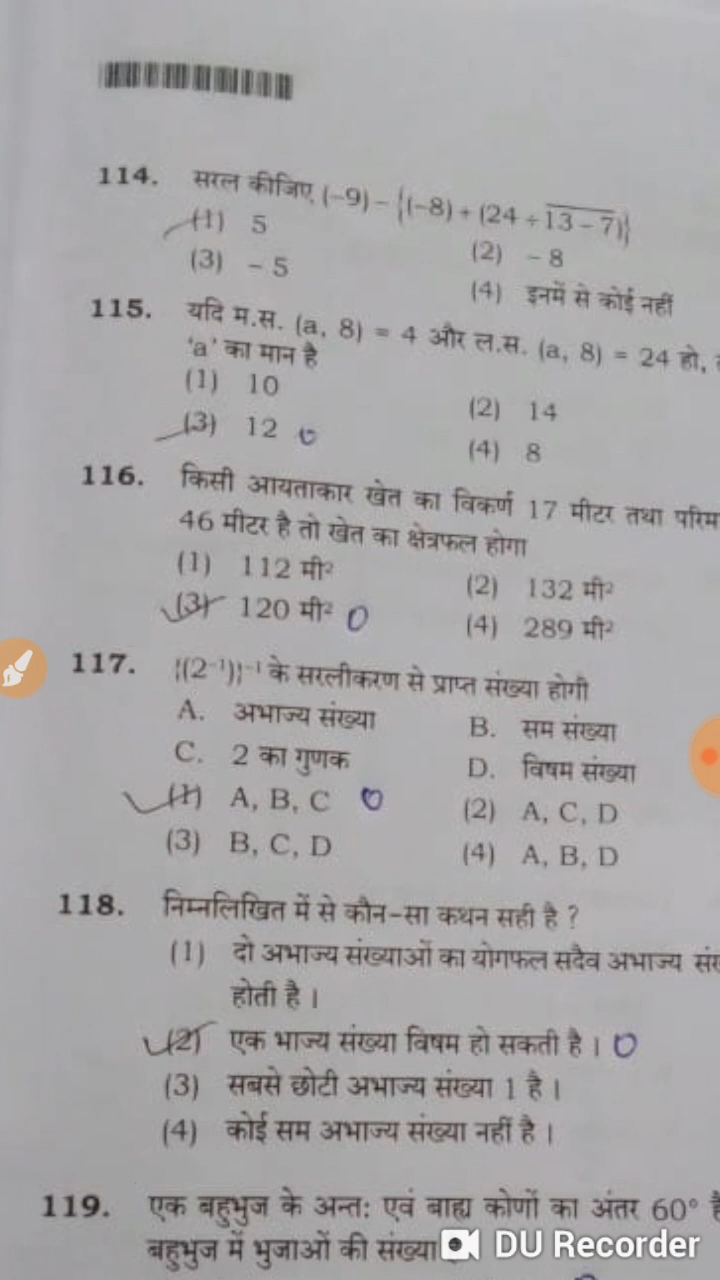 114. सरल कीजिए (-9) - {(-8) + (24 ÷ 13 - 7)}
(1) 5
(2) - 8
(3) - 5
(4) इनमें से कोई नहीं
115. यदि म.स. (a, 8) = 4 और ल.स. (a, 8) = 24 हो,
'a' का मान है
(1) 10
(2) 14
(3) 12
(4) 8
116. किसी आयताकार खेत का विकर्ण 17 मीटर तथा परिम
46 मीटर है तो खेत का क्षेत्रफल होगा
(1) 112 मी²
(2) 132 मी²
(3) 120 मी²
(4) 289 मी²
117. {(2⁻¹)}⁻¹ के सरलीकरण से प्राप्त संख्या होगी
A. अभाज्य संख्या
B. सम संख्या
C. 2 का गुणक
D. विषम संख्या
(1) A, B, C
(2) A, C, D
(3) B, C, D
(4) A, B, D
118. निम्नलिखित में से कौन-सा कथन सही है ?
(1) दो अभाज्य संख्याओं का योगफल सदैव अभाज्य सं
होती है ।
(2) एक भाज्य संख्या विषम हो सकती है ।
(3) सबसे छोटी अभाज्य संख्या 1 है ।
(4) कोई सम अभाज्य संख्या नहीं है ।
119. एक बहुभुज के अन्तः एवं बाह्य कोणों का अंतर 60° है
बहुभुज में भुजाओं की संख्या
DU Recorder